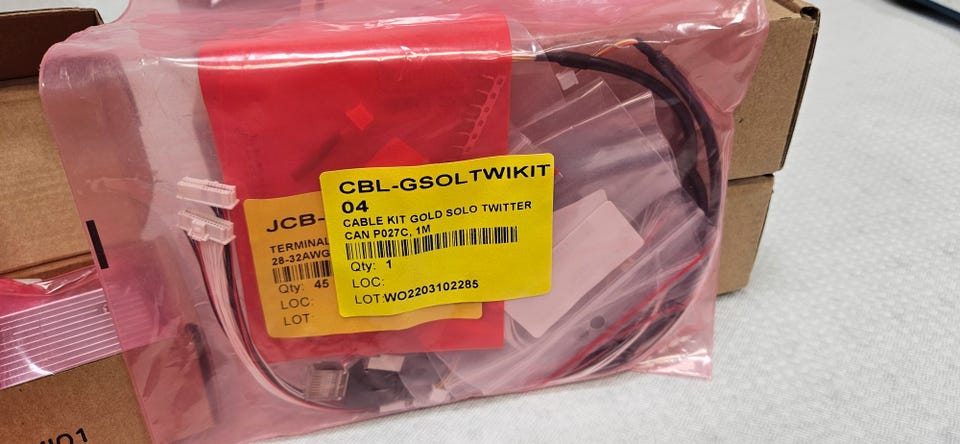 CBL-GSOLTWIKIT
04
CABLE KIT GOLD SOLO TWITTER
CAN P027C, 1M
Qty: 1
LOC:
LOT:WO2203102285
JCB-
TERMINAL
28-32AWG
Qty: 45
LOC:
LOT: